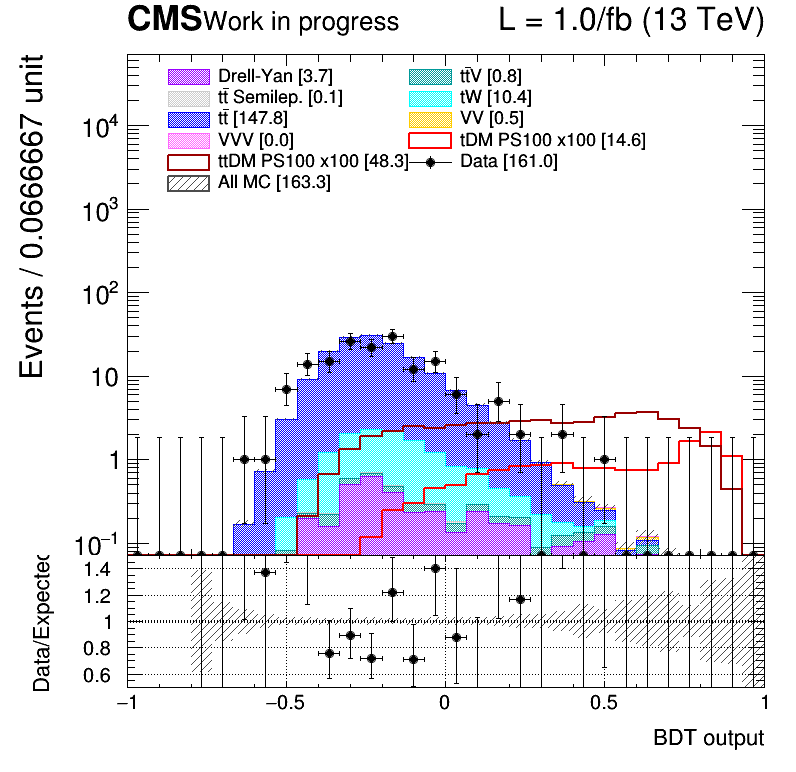 CMS Work in progress L = 1.0/fb (13 TeV)
Events / 0.0666667 unit
Drell-Yan [3.7] tt̄V [0.8]
tt̄ Semilep. [0.1] tW [10.4]
tt̄ [147.8] VV [0.5]
VVV [0.0] tDM PS100 x100 [14.6]
ttDM PS100 x100 [48.3] Data [161.0]
All MC [163.3]
10⁴
10³
10²
10
1
10⁻¹
Data/Expected
1.4
1.2
1
0.8
0.6
−1 −0.5 0 0.5 1
BDT output